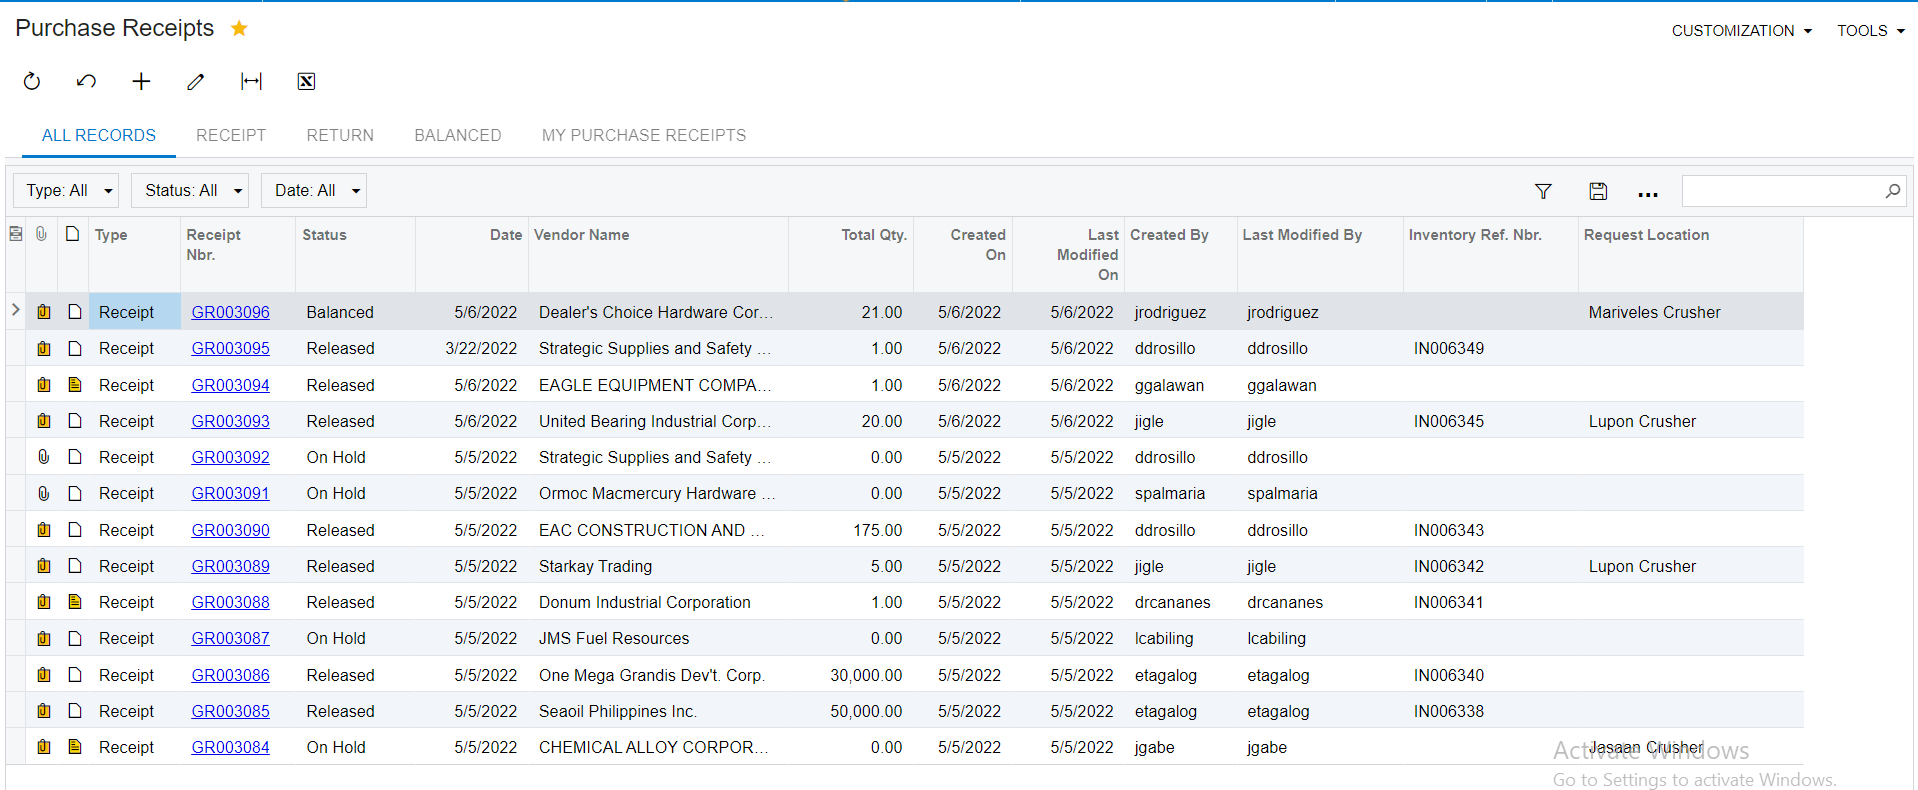 Purchase Receipts
CUSTOMIZATION TOOLS
ALL RECORDS RECEIPT RETURN BALANCED MY PURCHASE RECEIPTS
Type: All Status: All Date: All ...
Type Receipt Nbr. Status Date Vendor Name Total Qty. Created On Last Modified On Created By Last Modified By Inventory Ref. Nbr. Request Location
Receipt GR003096 Balanced 5/6/2022 Dealer's Choice Hardware Cor... 21.00 5/6/2022 5/6/2022 jrodriguez jrodriguez Mariveles Crusher
Receipt GR003095 Released 3/22/2022 Strategic Supplies and Safety ... 1.00 5/6/2022 5/6/2022 ddrosillo ddrosillo IN006349
Receipt GR003094 Released 5/6/2022 EAGLE EQUIPMENT COMPA... 1.00 5/6/2022 5/6/2022 ggalawan ggalawan
Receipt GR003093 Released 5/6/2022 United Bearing Industrial Corp... 20.00 5/6/2022 5/6/2022 jigle jigle IN006345 Lupon Crusher
Receipt GR003092 On Hold 5/5/2022 Strategic Supplies and Safety ... 0.00 5/5/2022 5/5/2022 ddrosillo ddrosillo
Receipt GR003091 On Hold 5/5/2022 Ormoc Macmercury Hardware ... 0.00 5/5/2022 5/5/2022 spalmaria spalmaria
Receipt GR003090 Released 5/5/2022 EAC CONSTRUCTION AND ... 175.00 5/5/2022 5/5/2022 ddrosillo ddrosillo IN006343
Receipt GR003089 Released 5/5/2022 Starkay Trading 5.00 5/5/2022 5/5/2022 jigle jigle IN006342 Lupon Crusher
Receipt GR003088 Released 5/5/2022 Donum Industrial Corporation 1.00 5/5/2022 5/5/2022 drcananes drcananes IN006341
Receipt GR003087 On Hold 5/5/2022 JMS Fuel Resources 0.00 5/5/2022 5/5/2022 lcabiling lcabiling
Receipt GR003086 Released 5/5/2022 One Mega Grandis Dev't. Corp. 30,000.00 5/5/2022 5/5/2022 etagalog etagalog IN006340
Receipt GR003085 Released 5/5/2022 Seaoil Philippines Inc. 50,000.00 5/5/2022 5/5/2022 etagalog etagalog IN006338
Receipt GR003084 On Hold 5/5/2022 CHEMICAL ALLOY CORPOR... 0.00 5/5/2022 5/5/2022 jgabe jgabe Jasaan Crusher
Activate Windows
Go to Settings to activate Windows.